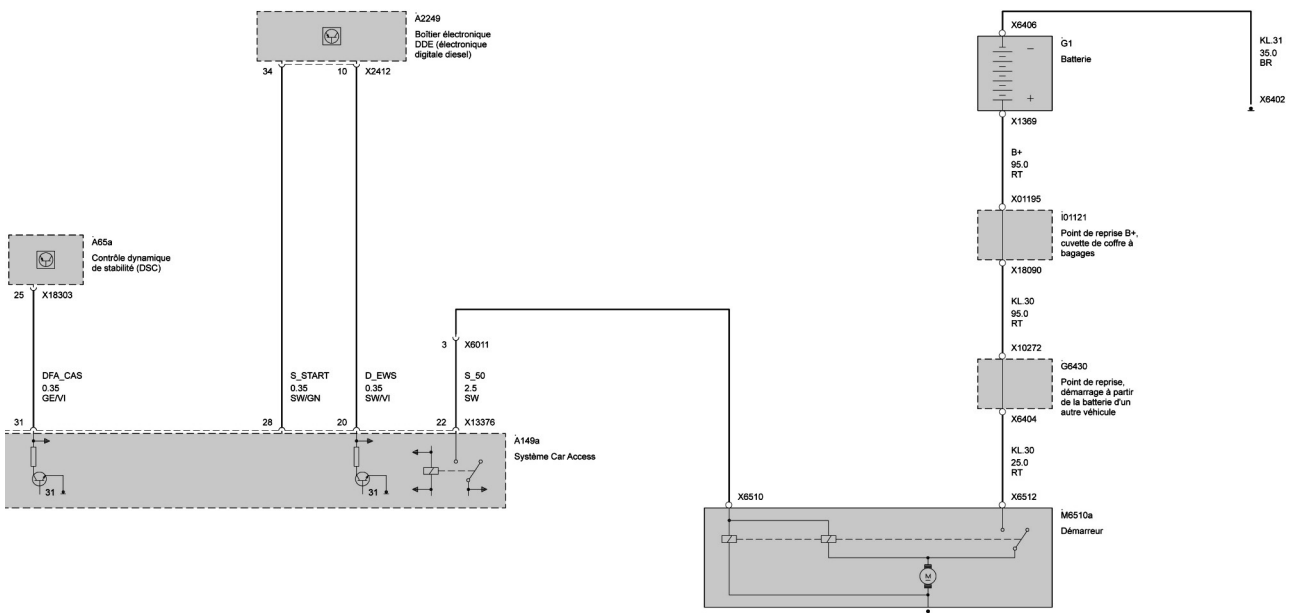 A2249
Boîtier électronique
DDE (électronique
digitale diesel)
34
10
X2412
X6406
G1
Batterie
−
+
KL.31
35.0
BR
X6402
X1369
B+
95.0
RT
X01195
I01121
Point de reprise B+,
cuvette de coffre à
bagages
X18090
A65a
Contrôle dynamique
de stabilité (DSC)
25
X18303
KL.30
95.0
RT
3
X6011
X10272
G6430
Point de reprise,
démarrage à partir
de la batterie d'un
autre véhicule
X6404
DFA_CAS
0.35
GE/VI
S_START
0.35
SW/GN
D_EWS
0.35
SW/VI
S_50
2.5
SW
31
28
20
22
X13376
A149a
Système Car Access
31
31
KL.30
25.0
RT
X6510
X6512
M6510a
Démarreur
M